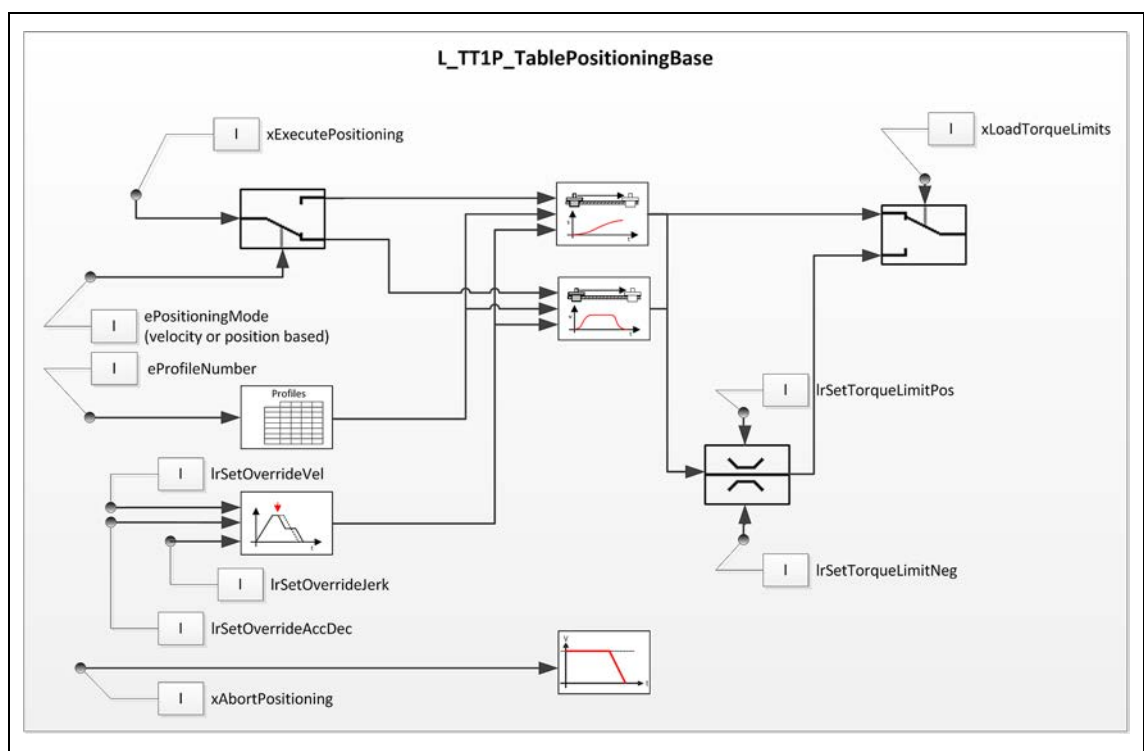 L_TT1P_TablePositioningBase
I xExecutePositioning
I xLoadTorqueLimits
s
t
I ePositioningMode
(velocity or position based)
v
t
I eProfileNumber
Profiles
I lrSetTorqueLimitPos
I lrSetOverrideVel
t
I lrSetOverrideJerk
I lrSetTorqueLimitNeg
I lrSetOverrideAccDec
V
t
I xAbortPositioning